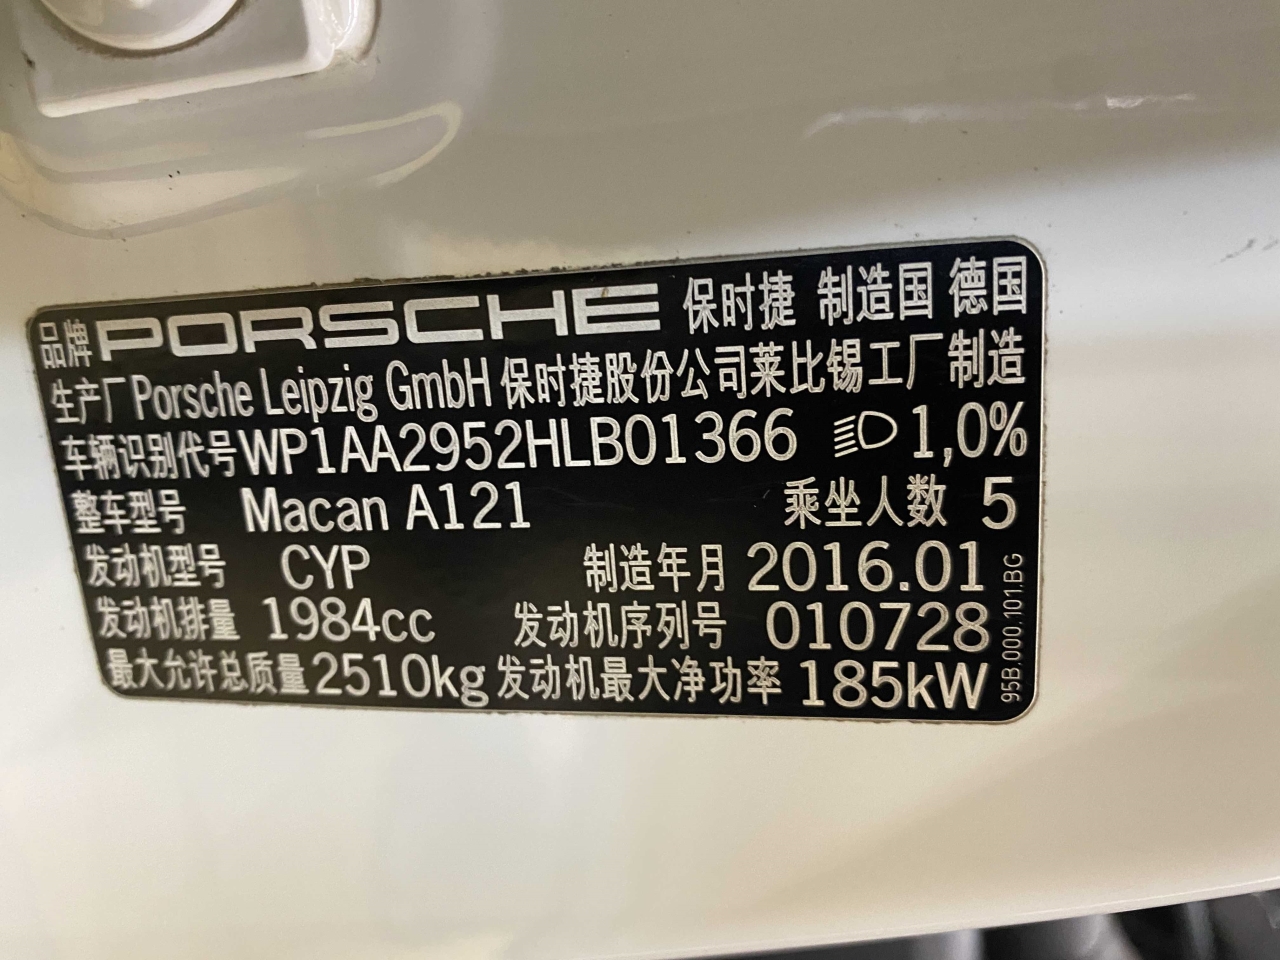 品牌 PORSCHE 保时捷 制造国 德国
生产厂 Porsche Leipzig GmbH 保时捷股份公司莱比锡工厂制造
车辆识别代号 WP1AA2952HLB01366 1,0%
整车型号 Macan A121 乘坐人数 5
发动机型号 CYP 制造年月 2016.01
发动机排量 1984cc 发动机序列号 010728
最大允许总质量 2510kg 发动机最大净功率 185kW
95B.000.101.BG